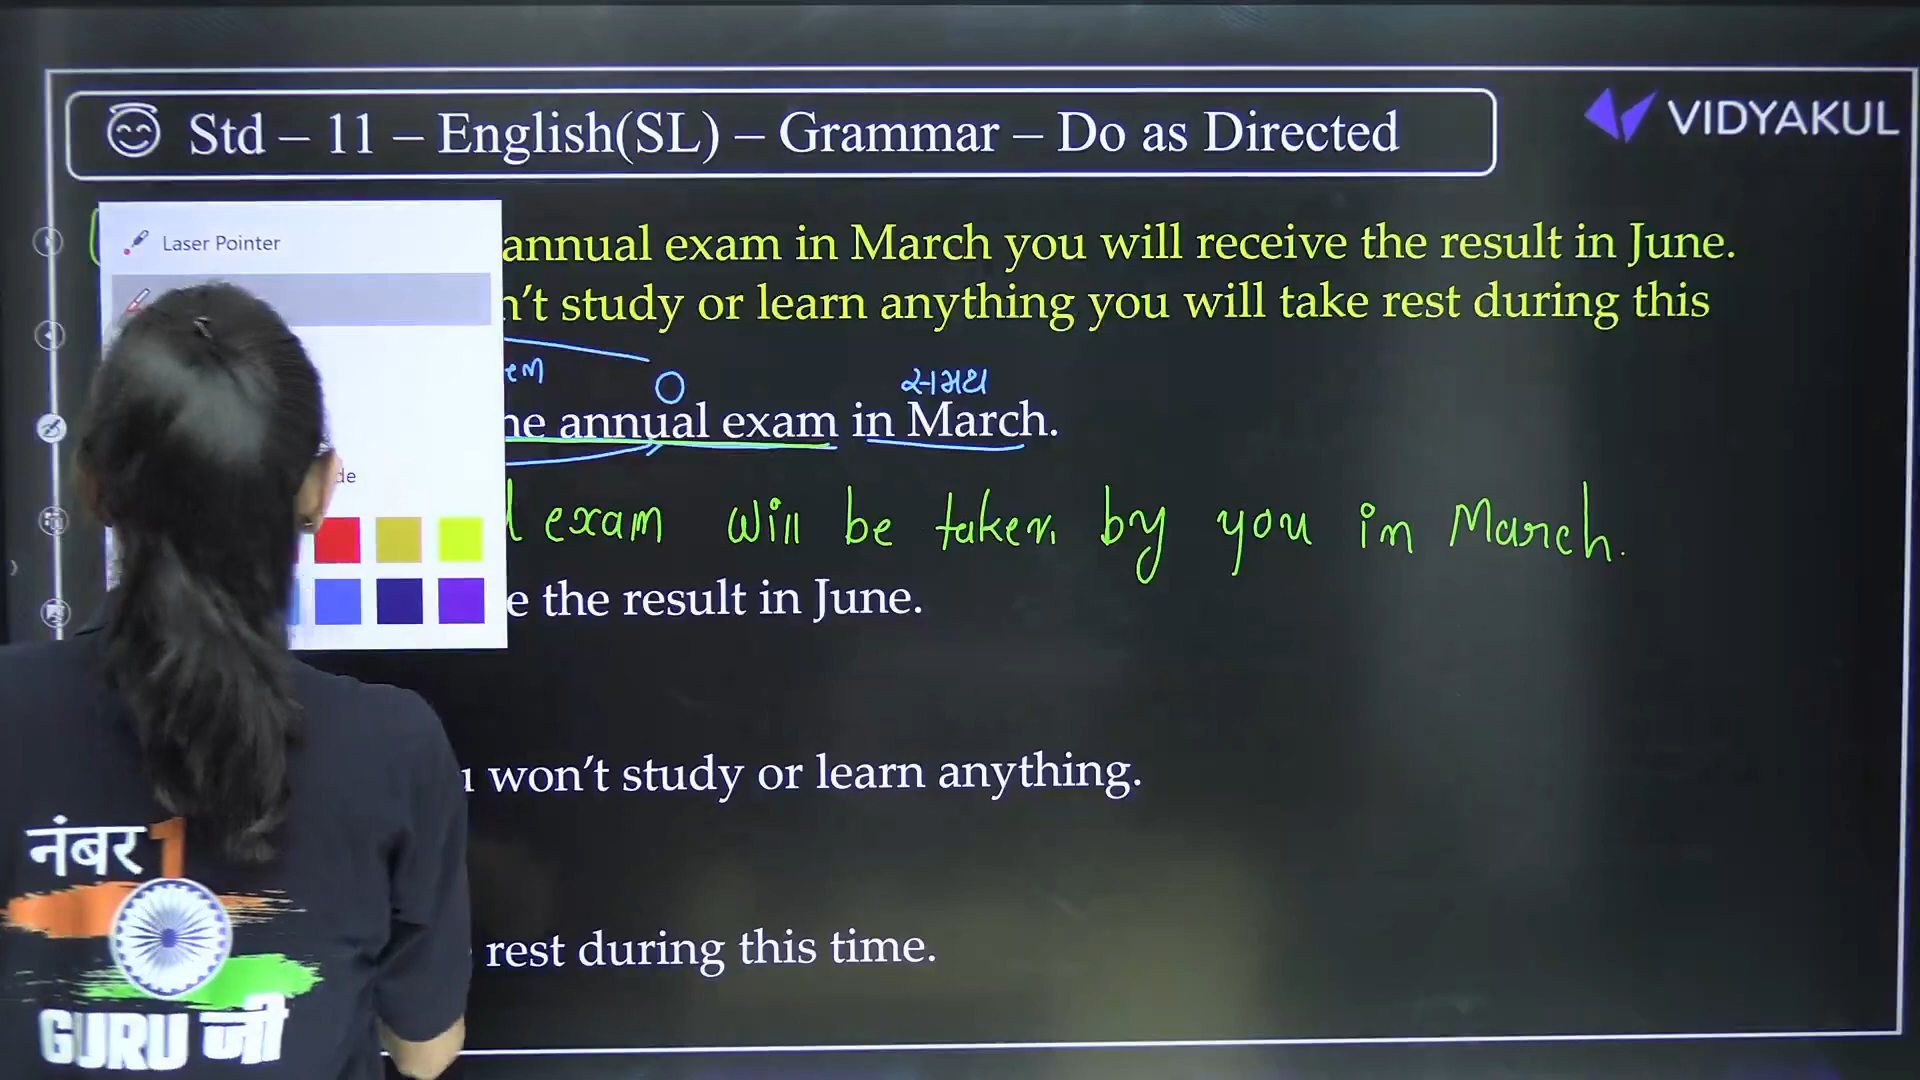 Std – 11 – English(SL) – Grammar – Do as Directed
VIDYAKUL
Laser Pointer
annual exam in March you will receive the result in June.
n't study or learn anything you will take rest during this
સમય
he annual exam in March.
exam will be taken by you in March.
e the result in June.
won't study or learn anything.
rest during this time.
नंबर 1
GURU जी